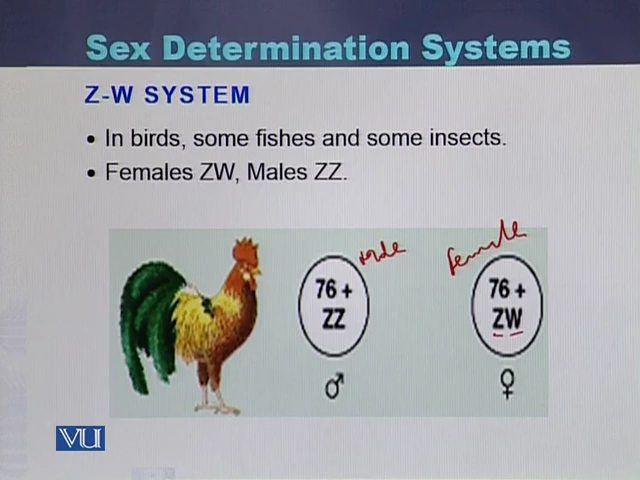 Sex Determination Systems
Z-W SYSTEM
• In birds, some fishes and some insects.
• Females ZW, Males ZZ.
male
female
76 +
ZZ
76 +
ZW
♂
♀
VU